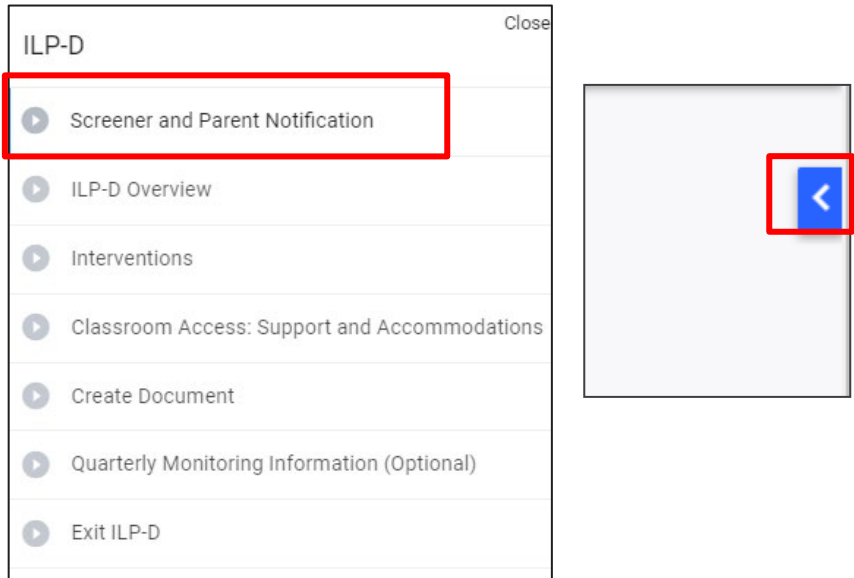 Close
ILP-D
Screener and Parent Notification
ILP-D Overview
Interventions
Classroom Access: Support and Accommodations
Create Document
Quarterly Monitoring Information (Optional)
Exit ILP-D